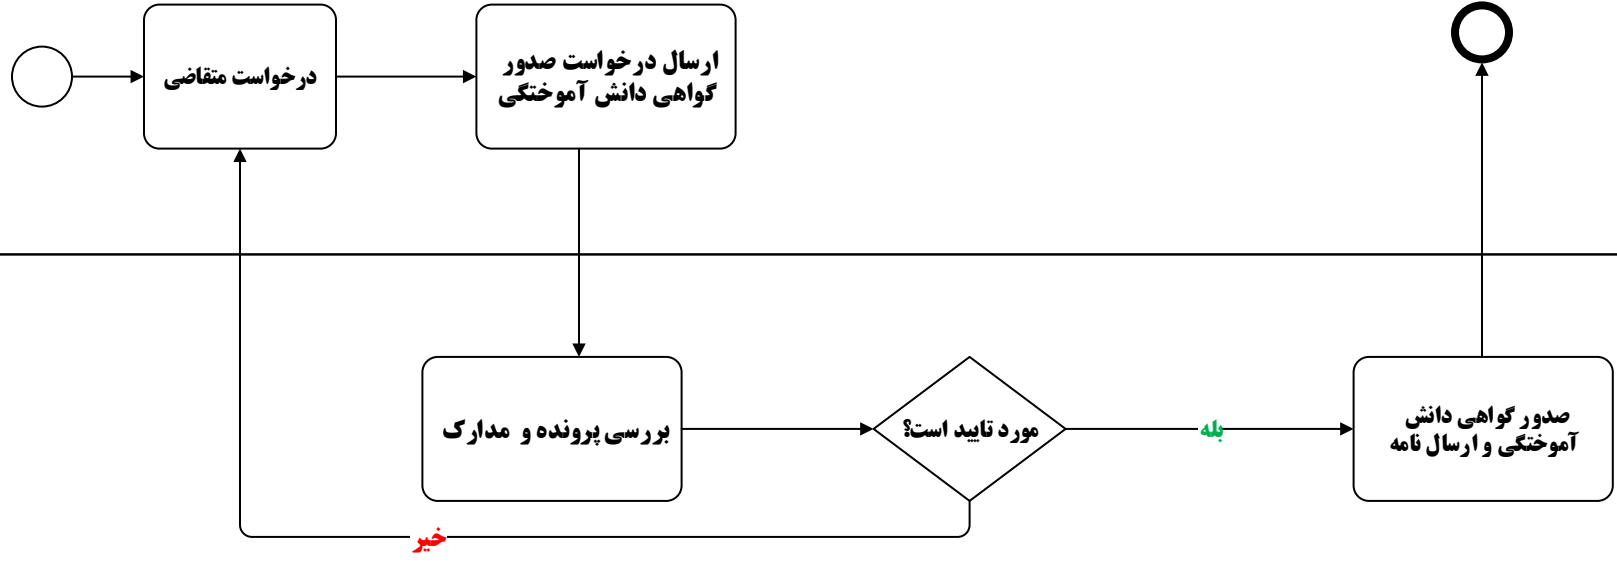 درخواست متقاضی
ارسال درخواست صدور
گواهی دانش آموختگی
بررسی پرونده و مدارک
مورد تایید است؟
بله
صدور گواهی دانش
آموختگی و ارسال نامه
خیر